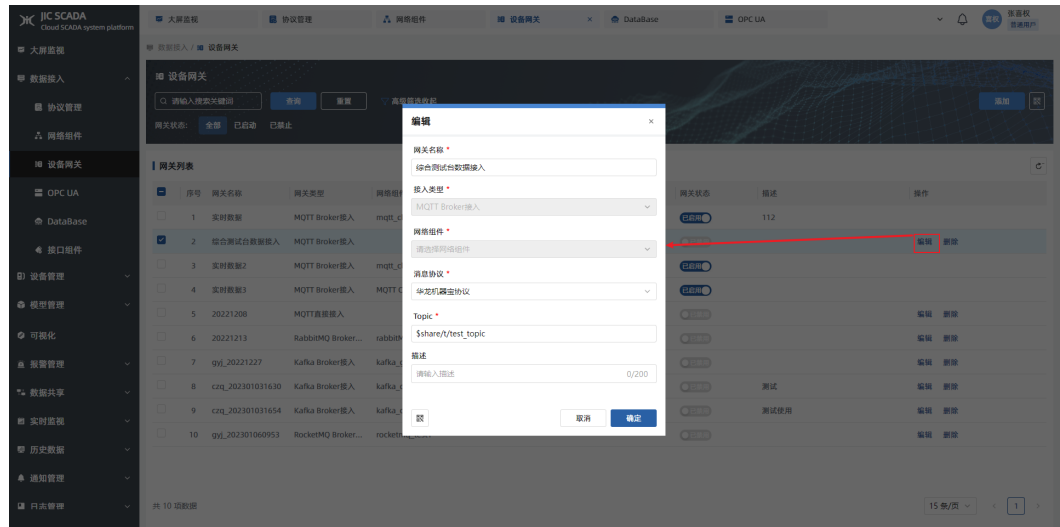 JIC SCADA
Cloud SCADA system platform
大屏监视
协议管理
网络组件
设备网关 ×
DataBase
OPC UA
喜权
张喜权
普通用户
大屏监视
数据接入
协议管理
网络组件
设备网关
OPC UA
DataBase
接口组件
设备管理
模型管理
可视化
报警管理
数据共享
实时监视
历史数据
通知管理
日志管理
数据接入 / 设备网关
设备网关
请输入搜索关键词 查询 重置 高级筛选收起 添加
网关状态: 全部 已启动 已禁止
网关列表
序号 网关名称 网关类型 网络组件 网关状态 描述 操作
1 实时数据 MQTT Broker接入 mqtt_c 已启用 112
2 综合测试台数据接入 MQTT Broker接入 编辑 删除
3 实时数据2 MQTT Broker接入 mqtt_c 已启用
4 实时数据3 MQTT Broker接入 MQTT C 已启用
5 20221208 MQTT直接接入 编辑 删除
6 20221213 RabbitMQ Broker... rabbitM 编辑 删除
7 gyj_20221227 Kafka Broker接入 kafka_c 编辑 删除
8 czq_202301031630 Kafka Broker接入 kafka_c 测试 编辑 删除
9 czq_202301031654 Kafka Broker接入 kafka_c 测试使用 编辑 删除
10 gyj_202301060953 RocketMQ Broker... 编辑 删除
共 10 项数据
15 条/页
1
编辑 ×
网关名称 *
综合测试台数据接入
接入类型 *
MQTT Broker接入
网络组件 *
请选择网络组件
消息协议 *
华龙机器宝协议
Topic *
$share/t/test_topic
描述
请输入描述 0/200
取消 确定